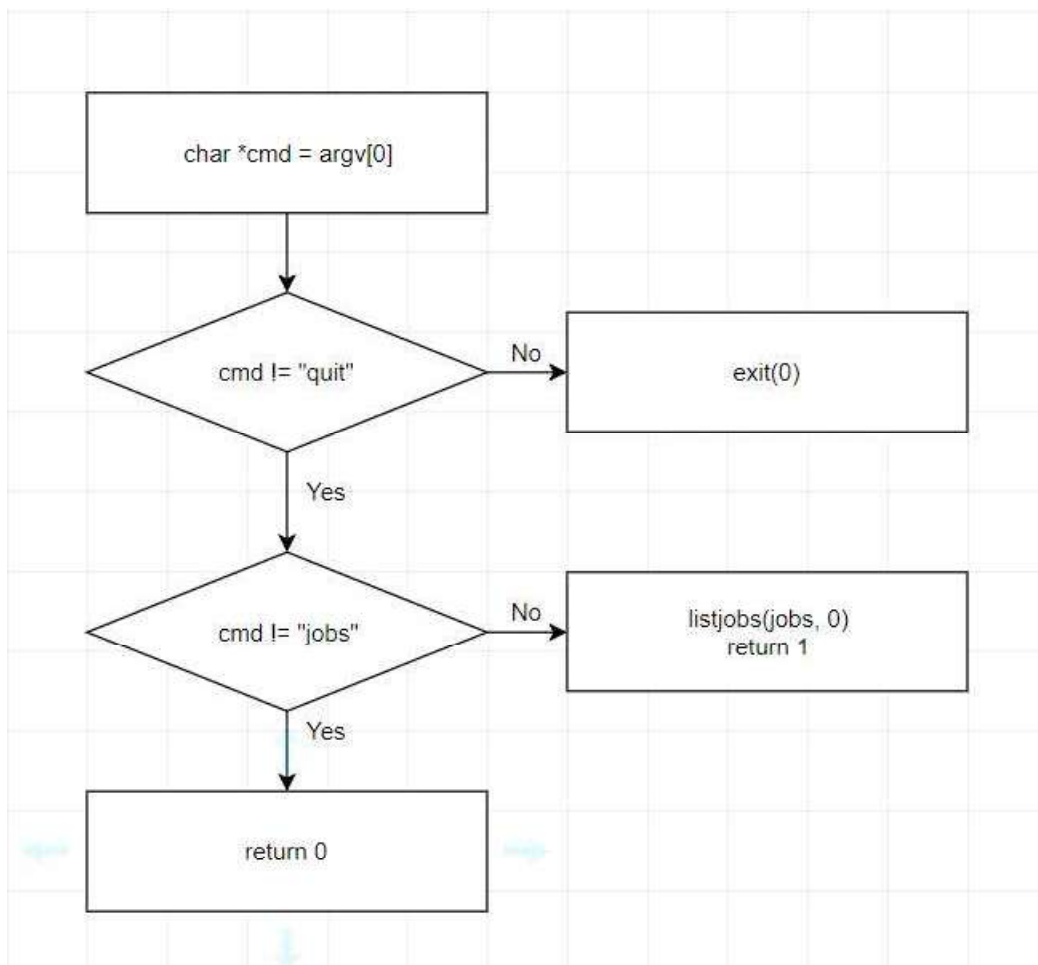 char *cmd = argv[0]
cmd != "quit"
No
exit(0)
Yes
cmd != "jobs"
No
listjobs(jobs, 0)
return 1
Yes
return 0